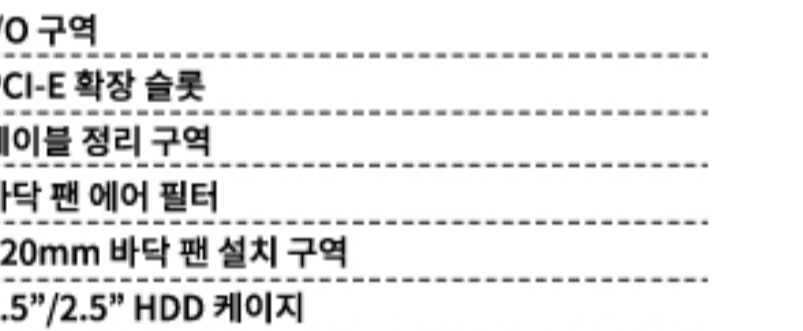 /O 구역
CI-E 확장 슬롯
이블 정리 구역
닥 팬 에어 필터
20mm 바닥 팬 설치 구역
.5”/2.5” HDD 케이지